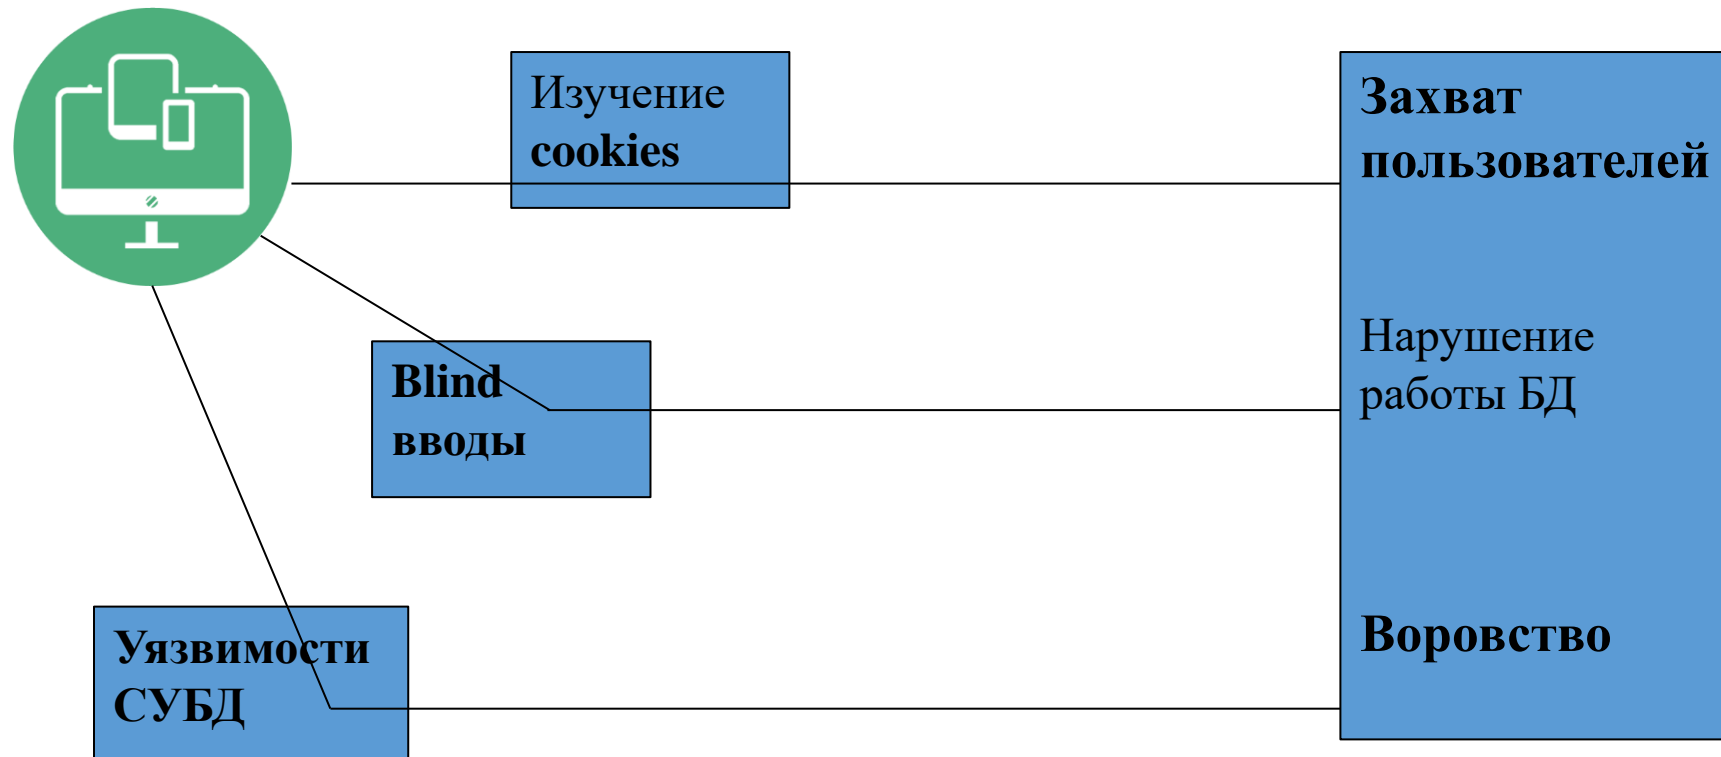 Изучение
cookies
Захват
пользователей
Blind
вводы
Нарушение
работы БД
Уязвимости
СУБД
Воровство